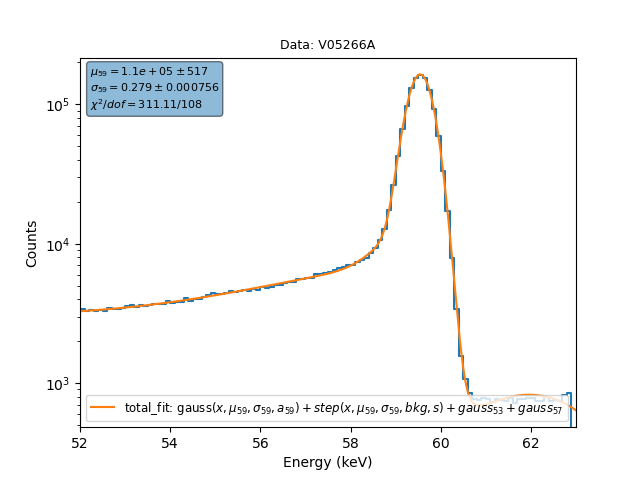 Data: V05266A
μ₅₉ = 1.1e + 05 ± 517
σ₅₉ = 0.279 ± 0.000756
χ²/dof = 311.11/108
10⁵
10⁴
10³
Counts
total_fit: gauss(x, μ₅₉, σ₅₉, a₅₉) + step(x, μ₅₉, σ₅₉, bkg, s) + gauss₅₃ + gauss₅₇
52 54 56 58 60 62
Energy (keV)